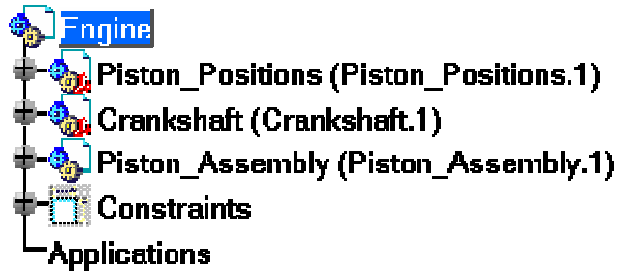 Engine
Piston_Positions (Piston_Positions.1)
Crankshaft (Crankshaft.1)
Piston_Assembly (Piston_Assembly.1)
Constraints
Applications